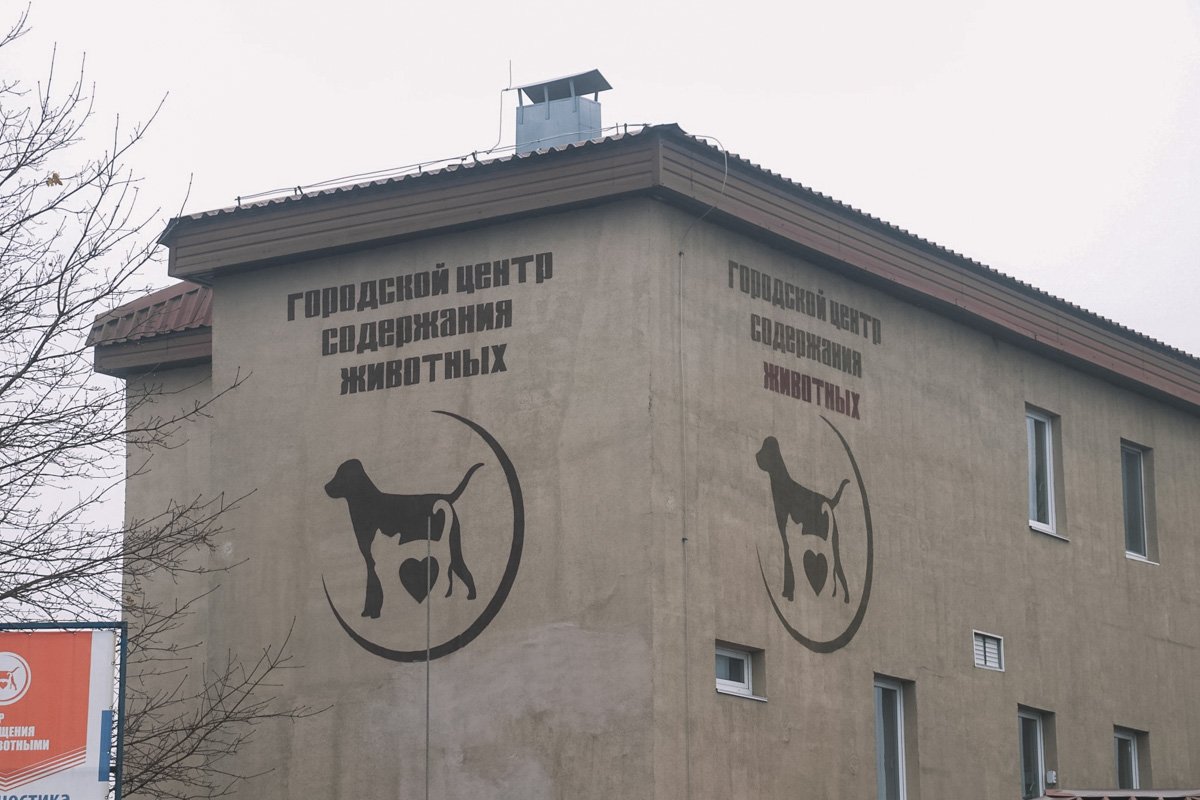 ГОРОДСКОЙ ЦЕНТР
СОДЕРЖАНИЯ
ЖИВОТНЫХ
ГОРОДСКОЙ ЦЕНТР
СОДЕРЖАНИЯ
ЖИВОТНЫХ